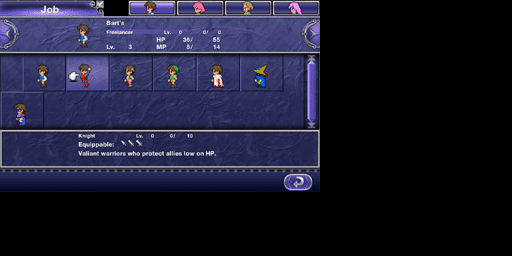 Job
Bart's
Freelancer Lv. 0 0/ 0
HP 36/ 55
Lv. 3 MP 5/ 14
Knight Lv. 0 0/ 10
Equippable:
Valiant warriors who protect allies low on HP.